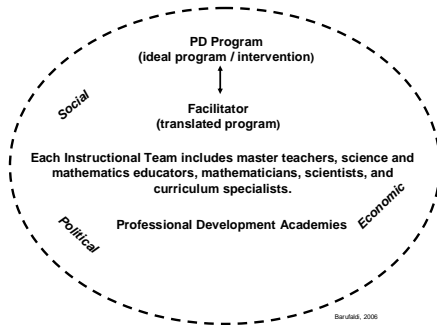 PD Program
(ideal program / intervention)
Social
Facilitator
(translated program)
Each Instructional Team includes master teachers, science and
mathematics educators, mathematicians, scientists, and
curriculum specialists.
Economic
Political
Professional Development Academies
Barufaldi, 2006